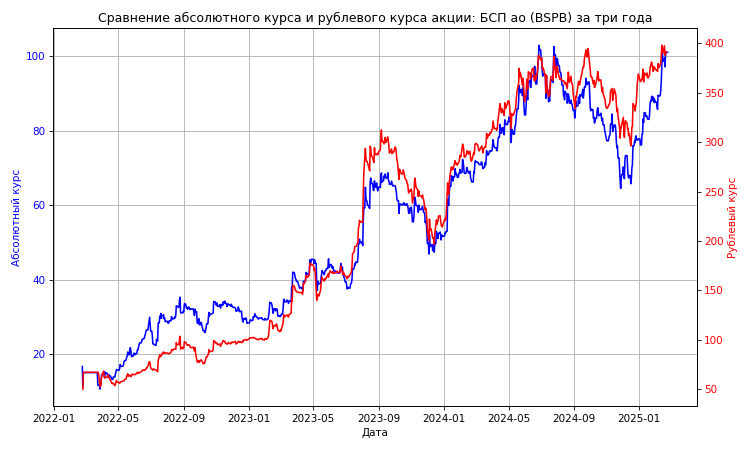 Сравнение абсолютного курса и рублевого курса акции: БСП ао (BSPB) за три года
Абсолютный курс
100
80
60
40
20
400
350
300
250
200
150
100
50
Рублевый курс
2022-01 2022-05 2022-09 2023-01 2023-05 2023-09 2024-01 2024-05 2024-09 2025-01
Дата